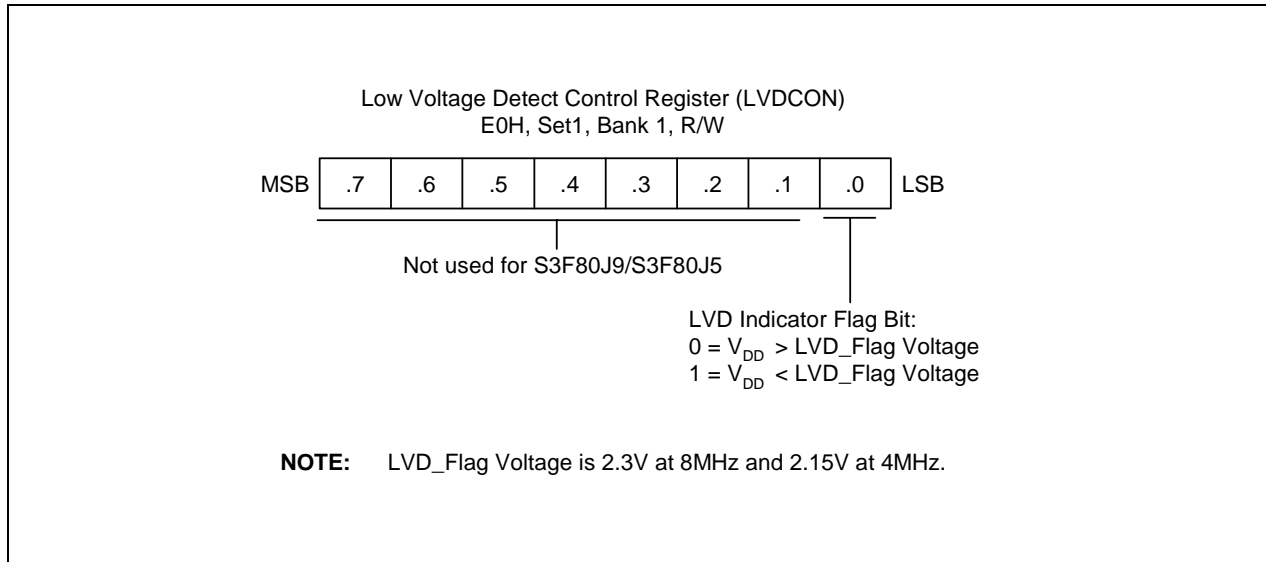 Low Voltage Detect Control Register (LVDCON)
E0H, Set1, Bank 1, R/W
MSB .7 .6 .5 .4 .3 .2 .1 .0 LSB
Not used for S3F80J9/S3F80J5
LVD Indicator Flag Bit:
0 = VDD > LVD_Flag Voltage
1 = VDD < LVD_Flag Voltage
NOTE: LVD_Flag Voltage is 2.3V at 8MHz and 2.15V at 4MHz.